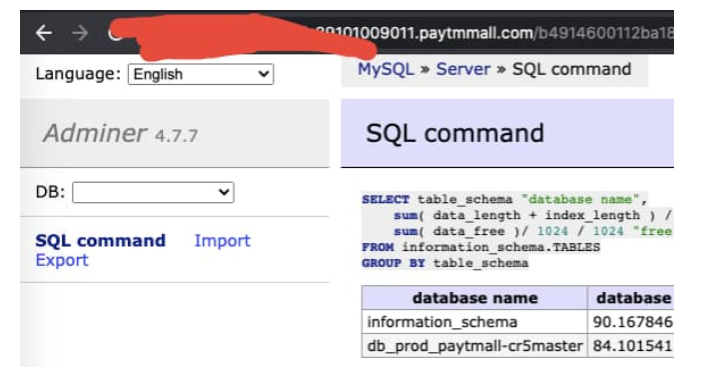 09101009011.paytmmall.com/b4914600112ba18
Language: English
MySQL » Server » SQL command
Adminer 4.7.7
SQL command
DB:
SELECT table_schema "database name",
sum( data_length + index_length ) /
sum( data_free )/ 1024 / 1024 "free
FROM information_schema.TABLES
GROUP BY table_schema
SQL command Import
Export
database name database
information_schema 90.167846
db_prod_paytmall-cr5master 84.101541